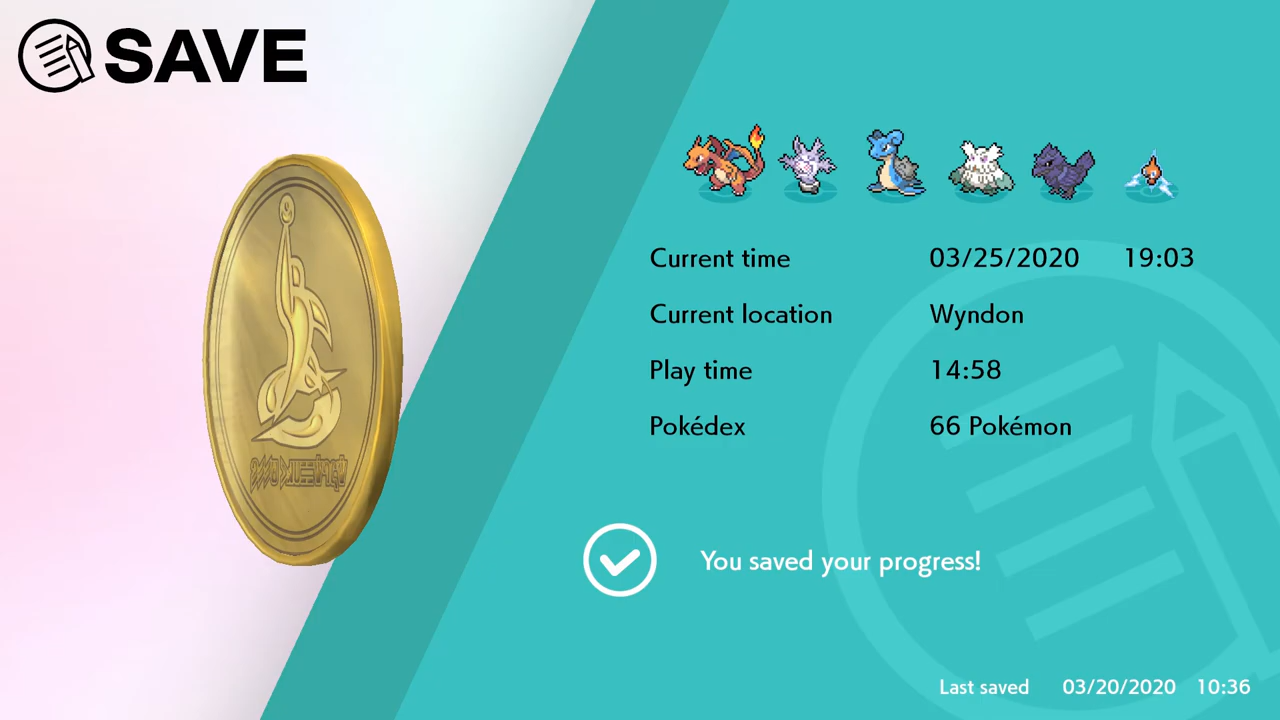 SAVE
Current time 03/25/2020 19:03
Current location Wyndon
Play time 14:58
Pokédex 66 Pokémon
You saved your progress!
Last saved 03/20/2020 10:36